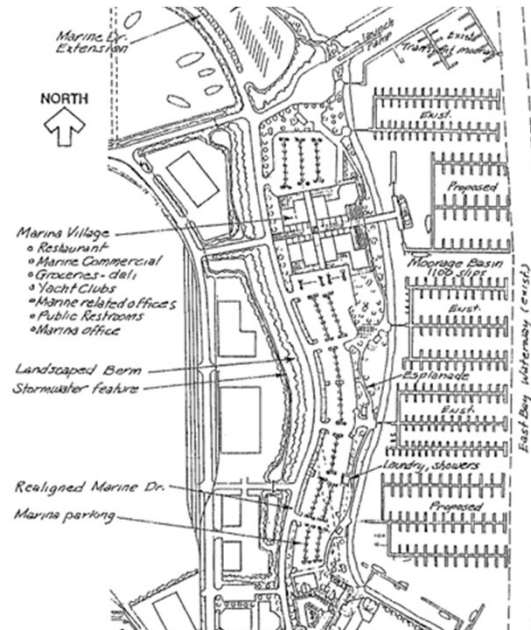 Marine Dr.
Extension
NORTH
launch
ramp
Exist.
Exist.
Proposed
Marina Village
Restaurant
Marine Commercial
Groceries - deli
Yacht Clubs
Marine related offices
Public Restrooms
Marina office
Moorage Basin
1100 slips
Exist.
Landscaped Berm
Stormwater feature
Esplanade
Exist.
Laundry, showers
Realigned Marine Dr.
Proposed
Marina parking
East Bay Waterway (exist.)